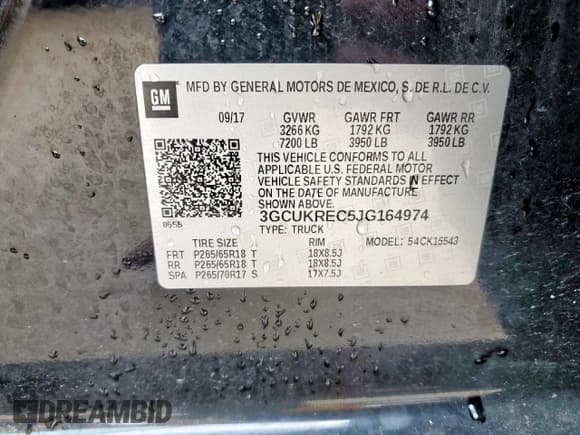 GM
MFD BY GENERAL MOTORS DE MEXICO, S. DE R.L. DE C.V.
09/17 GVWR GAWR FRT GAWR RR
3266 KG 1792 KG 1792 KG
7200 LB 3950 LB 3950 LB
THIS VEHICLE CONFORMS TO ALL
APPLICABLE U.S. FEDERAL MOTOR
VEHICLE SAFETY STANDARDS IN EFFECT
ON THE DATE OF MANUFACTURE
SHOWN ABOVE.
3GCUKREC5JG164974
TYPE: TRUCK
TIRE SIZE RIM MODEL: 54CK15543
FRT P265/65R18 T 18X8.5J
RR P265/65R18 T 18X8.5J
SPA P265/70R17 S 17X7.5J
DREAMBID